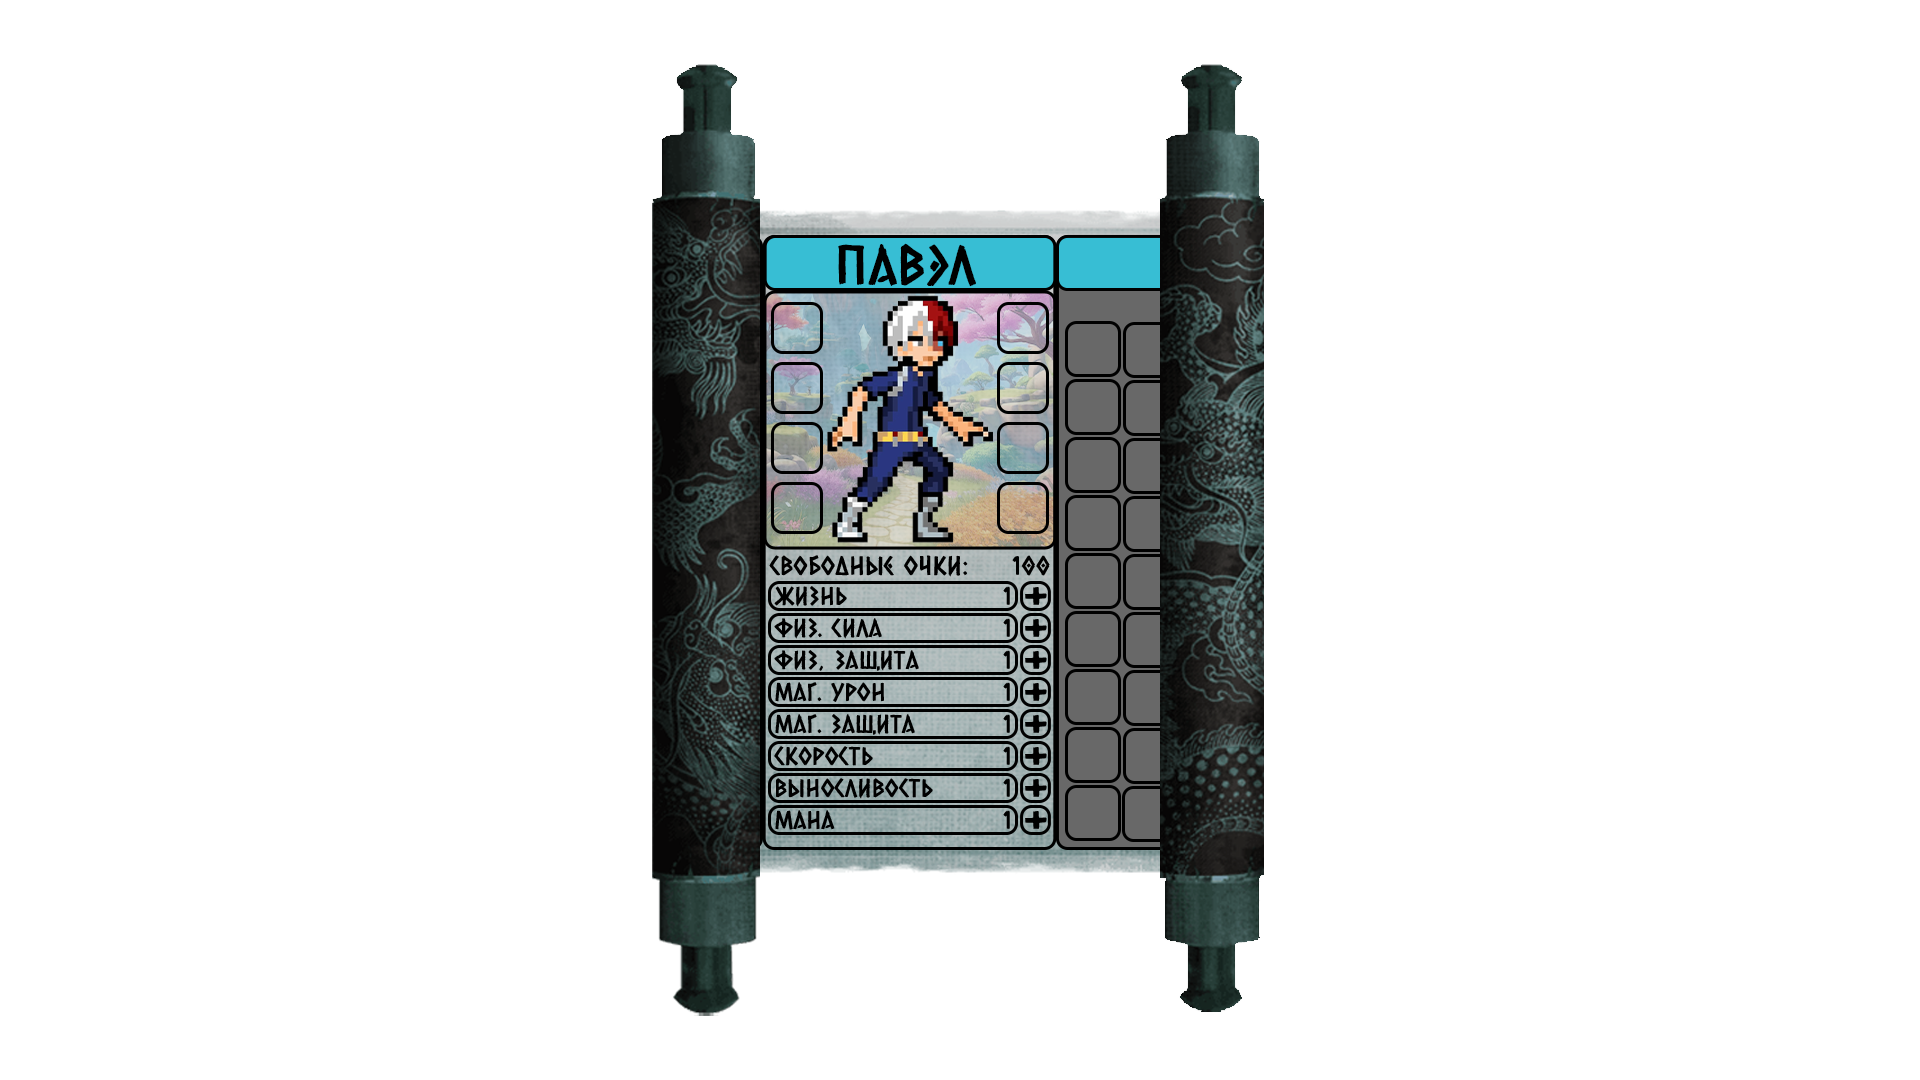 ПАВЭЛ
СВОБОДНЫЕ ОЧКИ: 100
ЖИЗНЬ 1 +
ФИЗ. СИЛА 1 +
ФИЗ, ЗАЩИТА 1 +
МАГ. УРОН 1 +
МАГ. ЗАЩИТА 1 +
СКОРОСТЬ 1 +
ВЫНОСЛИВОСТЬ 1 +
МАНА 1 +